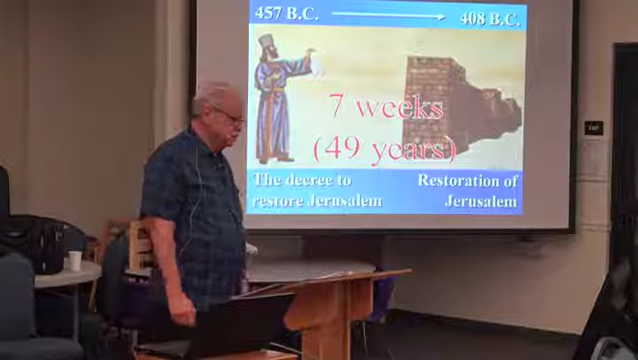 457 B.C.
408 B.C.
7 weeks
(49 years)
The decree to
restore Jerusalem
Restoration of
Jerusalem